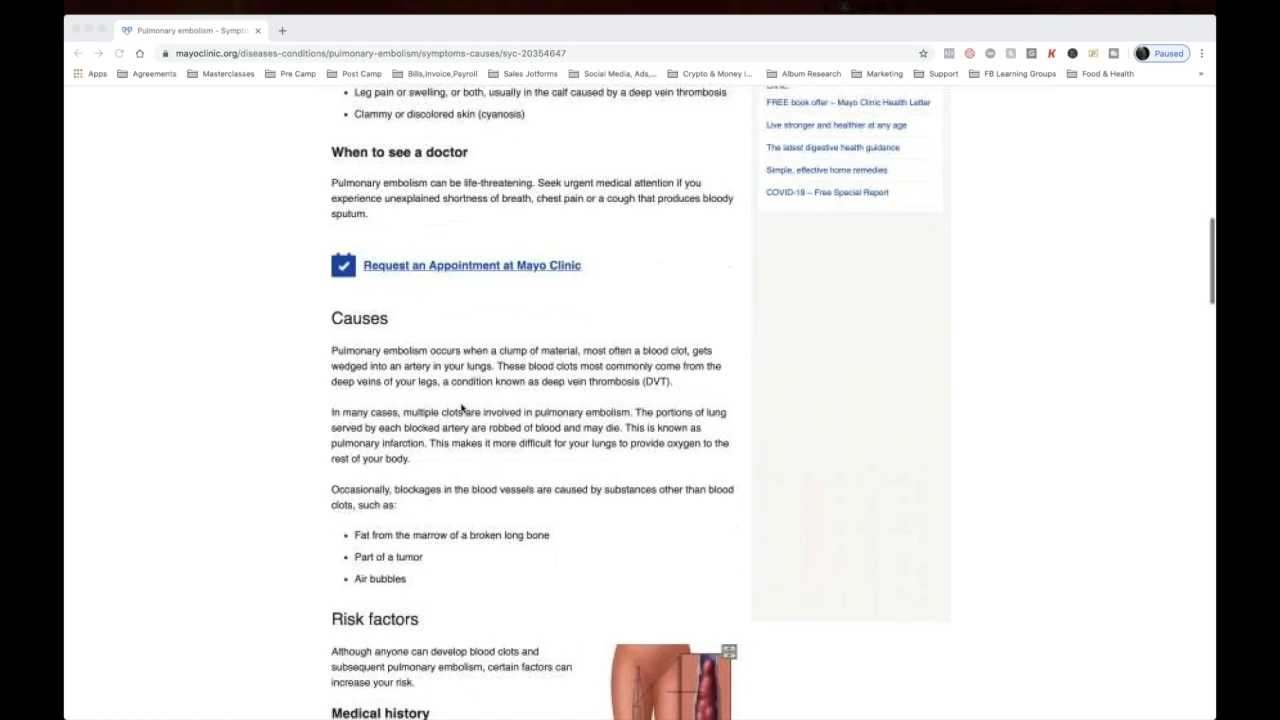 Pulmonary embolism - Sympto
mayoclinic.org/diseases-conditions/pulmonary-embolism/symptoms-causes/syc-20354647
Paused
Apps Agreements Masterclasses Pre Camp Post Camp Bills,Invoice,Payroll Sales Jotforms Social Media, Ads,... Crypto & Money I... Album Research Marketing Support FB Learning Groups Food & Health
• Leg pain or swelling, or both, usually in the calf caused by a deep vein thrombosis
• Clammy or discolored skin (cyanosis)
When to see a doctor
Pulmonary embolism can be life-threatening. Seek urgent medical attention if you
experience unexplained shortness of breath, chest pain or a cough that produces bloody
sputum.
Request an Appointment at Mayo Clinic
Causes
Pulmonary embolism occurs when a clump of material, most often a blood clot, gets
wedged into an artery in your lungs. These blood clots most commonly come from the
deep veins of your legs, a condition known as deep vein thrombosis (DVT).
In many cases, multiple clots are involved in pulmonary embolism. The portions of lung
served by each blocked artery are robbed of blood and may die. This is known as
pulmonary infarction. This makes it more difficult for your lungs to provide oxygen to the
rest of your body.
Occasionally, blockages in the blood vessels are caused by substances other than blood
clots, such as:
• Fat from the marrow of a broken long bone
• Part of a tumor
• Air bubbles
Risk factors
Although anyone can develop blood clots and
subsequent pulmonary embolism, certain factors can
increase your risk.
Medical history
FREE book offer – Mayo Clinic Health Letter
Live stronger and healthier at any age
The latest digestive health guidance
Simple, effective home remedies
COVID-19 – Free Special Report